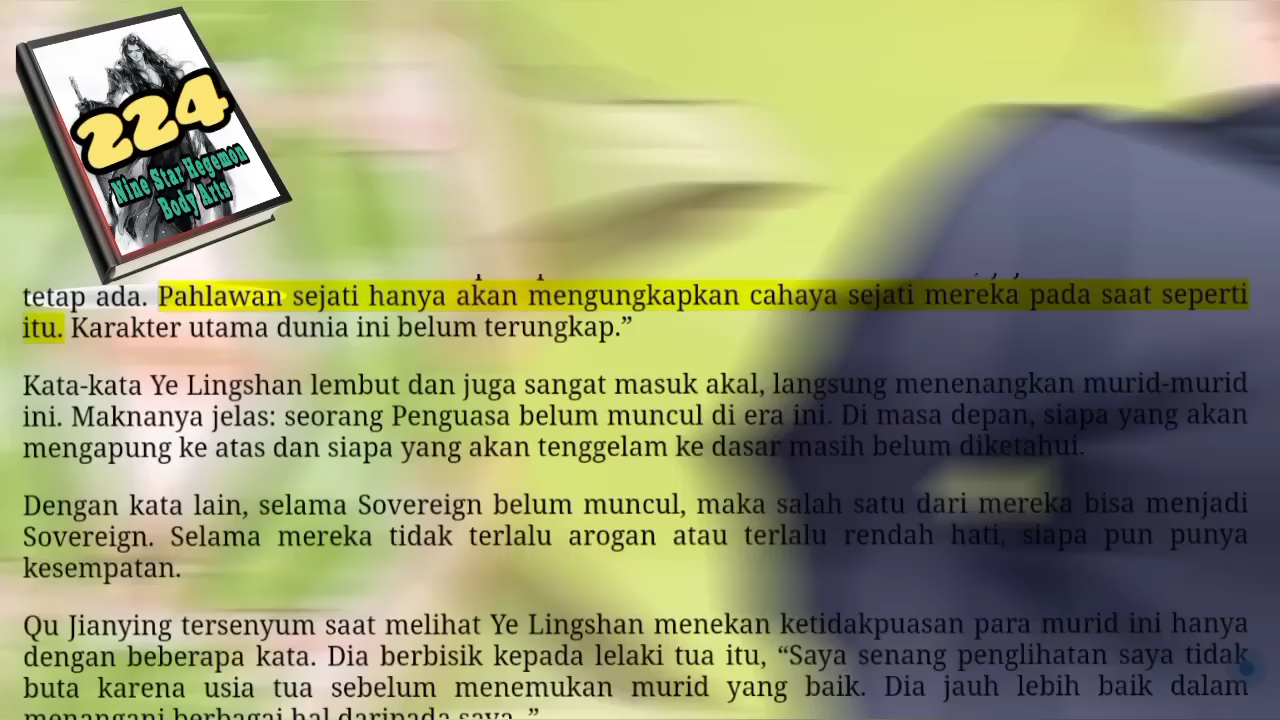 224
Nine Star Hegemon
Body Arts
tetap ada. Pahlawan sejati hanya akan mengungkapkan cahaya sejati mereka pada saat seperti
itu. Karakter utama dunia ini belum terungkap.”
Kata-kata Ye Lingshan lembut dan juga sangat masuk akal, langsung menenangkan murid-murid
ini. Maknanya jelas: seorang Penguasa belum muncul di era ini. Di masa depan, siapa yang akan
mengapung ke atas dan siapa yang akan tenggelam ke dasar masih belum diketahui.
Dengan kata lain, selama Sovereign belum muncul, maka salah satu dari mereka bisa menjadi
Sovereign. Selama mereka tidak terlalu arogan atau terlalu rendah hati, siapa pun punya
kesempatan.
Qu Jianying tersenyum saat melihat Ye Lingshan menekan ketidakpuasan para murid ini hanya
dengan beberapa kata. Dia berbisik kepada lelaki tua itu, “Saya senang penglihatan saya tidak
buta karena usia tua sebelum menemukan murid yang baik. Dia jauh lebih baik dalam
menangani berbagai hal daripada saya. ”